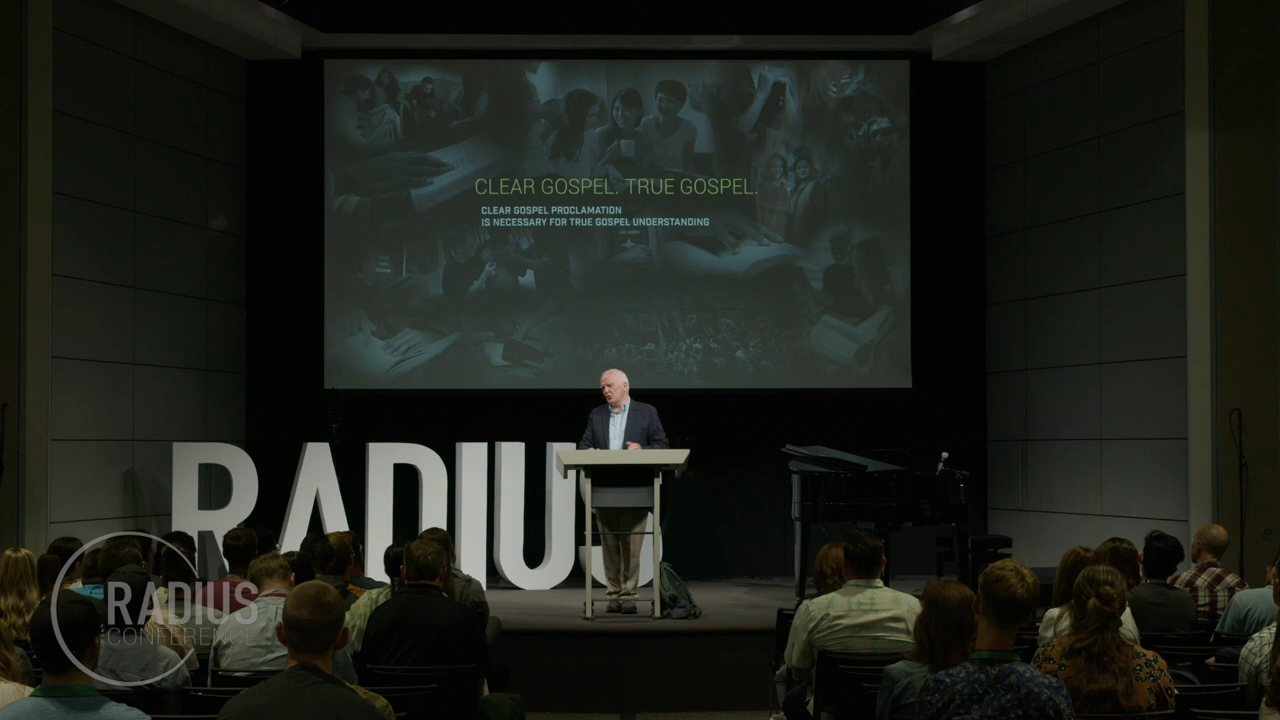 CLEAR GOSPEL. TRUE GOSPEL.
CLEAR GOSPEL PROCLAMATION
IS NECESSARY FOR TRUE GOSPEL UNDERSTANDING
RADIUS
RADIUS
CONFERENCE